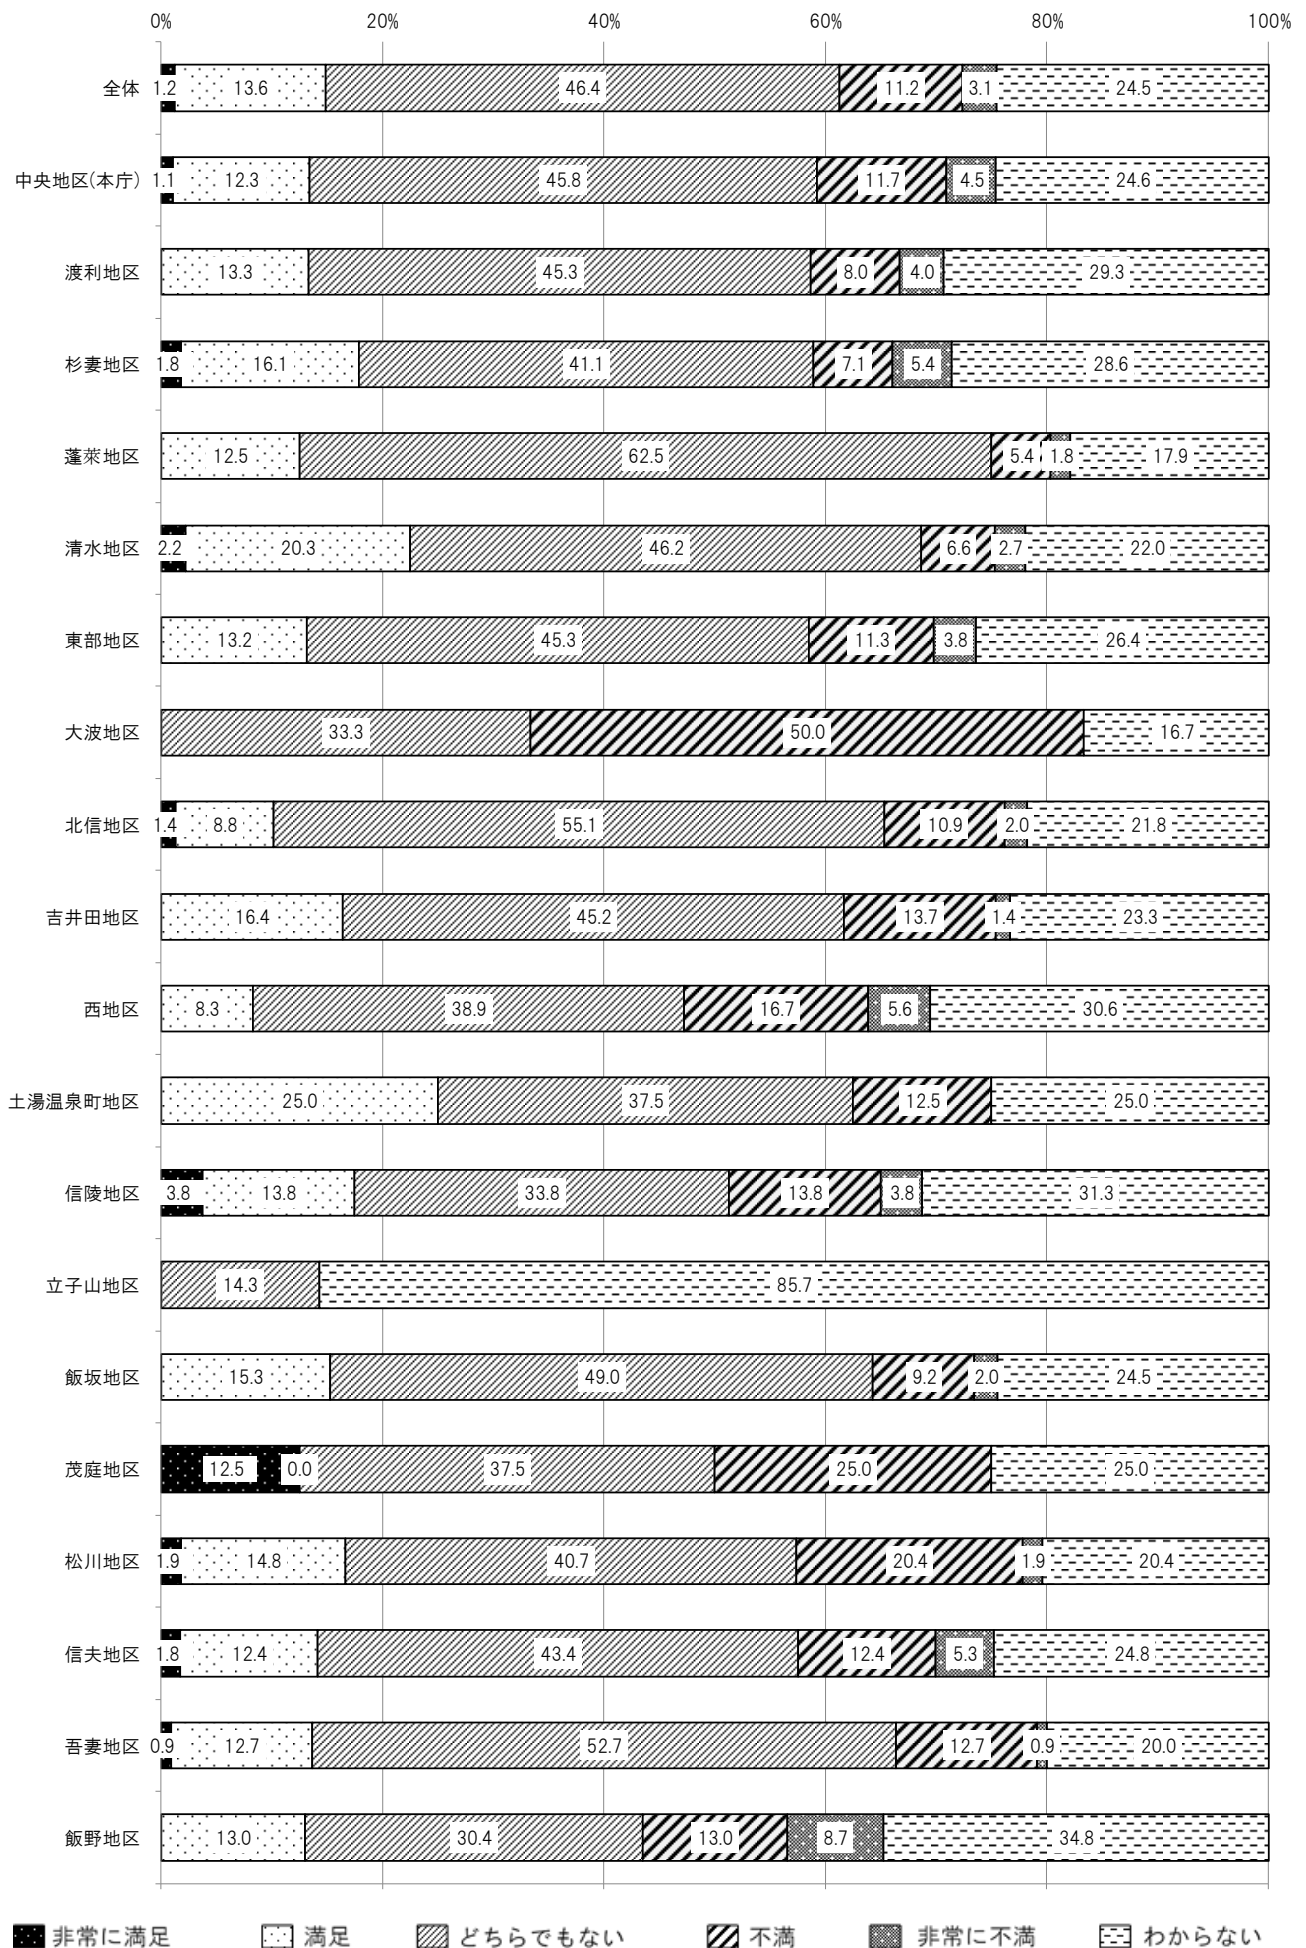 0% 20% 40% 60% 80% 100%
全体 1.2 13.6 46.4 11.2 3.1 24.5
中央地区(本庁) 1.1 12.3 45.8 11.7 4.5 24.6
渡利地区 13.3 45.3 8.0 4.0 29.3
杉妻地区 1.8 16.1 41.1 7.1 5.4 28.6
蓬萊地区 12.5 62.5 5.4 1.8 17.9
清水地区 2.2 20.3 46.2 6.6 2.7 22.0
東部地区 13.2 45.3 11.3 3.8 26.4
大波地区 33.3 50.0 16.7
北信地区 1.4 8.8 55.1 10.9 2.0 21.8
吉井田地区 16.4 45.2 13.7 1.4 23.3
西地区 8.3 38.9 16.7 5.6 30.6
土湯温泉町地区 25.0 37.5 12.5 25.0
信陵地区 3.8 13.8 33.8 13.8 3.8 31.3
立子山地区 14.3 85.7
飯坂地区 15.3 49.0 9.2 2.0 24.5
茂庭地区 12.5 0.0 37.5 25.0 25.0
松川地区 1.9 14.8 40.7 20.4 1.9 20.4
信夫地区 1.8 12.4 43.4 12.4 5.3 24.8
吾妻地区 0.9 12.7 52.7 12.7 0.9 20.0
飯野地区 13.0 30.4 13.0 8.7 34.8
非常に満足 満足 どちらでもない 不満 非常に不満 わからない